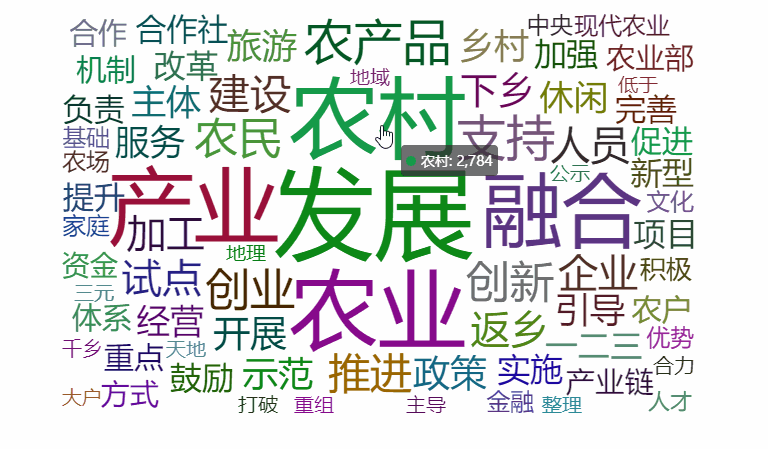 合作 合作社 旅游 农产品 乡村 中央 现代农业
机制 改革 地域 加强 农业部
负责 主体 建设 农村 下乡 休闲 低于 完善
基础 服务 农民 支持 人员 促进
农场 农村: 2,784 公示 新型
提升 产业 发展 融合 文化
家庭 加工 项目
资金 试点 地理 创新 企业 积极
三元 创业 农业
体系 经营 开展 返乡 引导 农户
千乡 重点 天地 一二三 优势
鼓励 示范 推进 政策 实施 产业链 合力
大户 方式 打破 重组 主导 金融 整理 人才